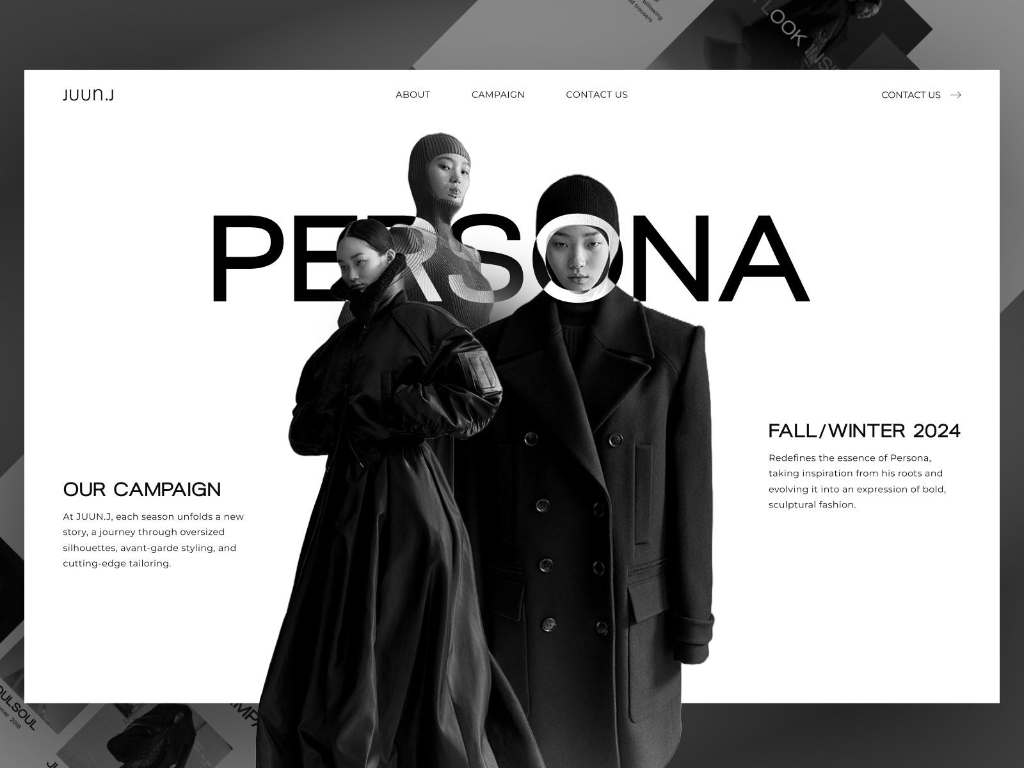 JUUN.J
ABOUT
CAMPAIGN
CONTACT US
CONTACT US
PERSONA
FALL/WINTER 2024
Redefines the essence of Persona,
taking inspiration from his roots and
evolving it into an expression of bold,
sculptural fashion.
OUR CAMPAIGN
At JUUN.J, each season unfolds a new
story, a journey through oversized
silhouettes, avant-garde styling, and
cutting-edge tailoring.
LOOK